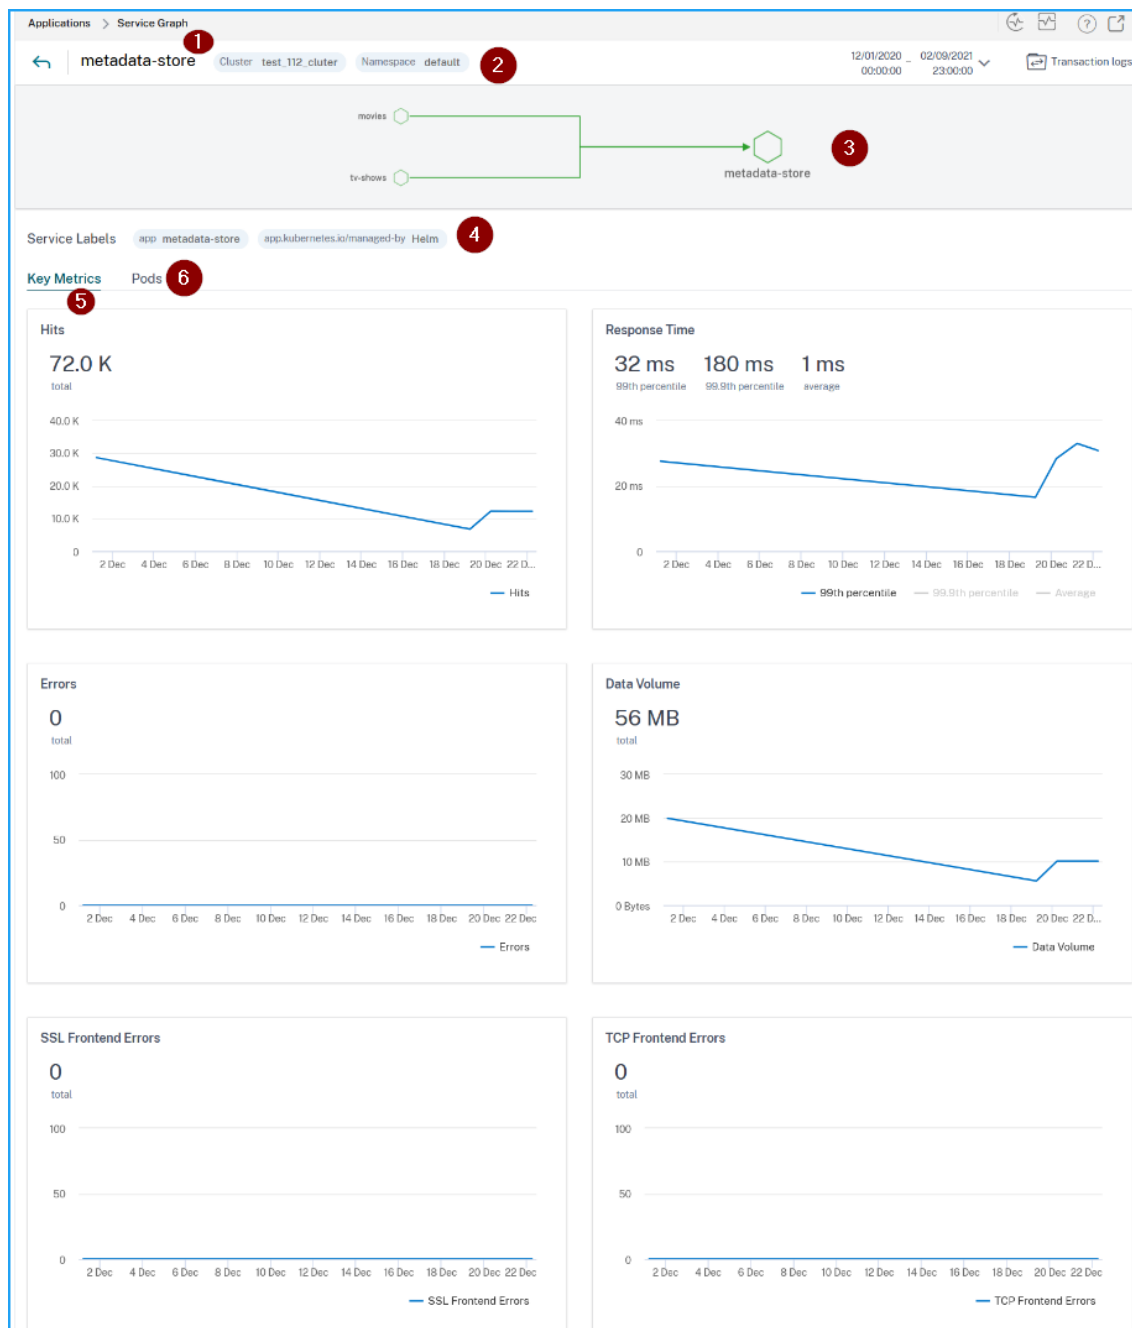 Applications > Service Graph
1
metadata-store Cluster test_112_cluter Namespace default 2
12/01/2020 00:00:00 – 02/09/2021 23:00:00 Transaction logs
movies
tv-shows
metadata-store
3
Service Labels app metadata-store app.kubernetes.io/managed-by Helm 4
Key Metrics Pods 6
5
Hits
72.0 K
total
40.0 K
30.0 K
20.0 K
10.0 K
0
2 Dec 4 Dec 6 Dec 8 Dec 10 Dec 12 Dec 14 Dec 16 Dec 18 Dec 20 Dec 22 D...
Hits
Response Time
32 ms 180 ms 1 ms
99th percentile 99.9th percentile average
40 ms
20 ms
0
2 Dec 4 Dec 6 Dec 8 Dec 10 Dec 12 Dec 14 Dec 16 Dec 18 Dec 20 Dec 22 D...
99th percentile 99.9th percentile Average
Errors
0
total
100
50
0
2 Dec 4 Dec 6 Dec 8 Dec 10 Dec 12 Dec 14 Dec 16 Dec 18 Dec 20 Dec 22 Dec
Errors
Data Volume
56 MB
total
30 MB
20 MB
10 MB
0 Bytes
2 Dec 4 Dec 6 Dec 8 Dec 10 Dec 12 Dec 14 Dec 16 Dec 18 Dec 20 Dec 22 D...
Data Volume
SSL Frontend Errors
0
total
100
50
0
2 Dec 4 Dec 6 Dec 8 Dec 10 Dec 12 Dec 14 Dec 16 Dec 18 Dec 20 Dec 22 Dec
SSL Frontend Errors
TCP Frontend Errors
0
total
100
50
0
2 Dec 4 Dec 6 Dec 8 Dec 10 Dec 12 Dec 14 Dec 16 Dec 18 Dec 20 Dec 22 Dec
TCP Frontend Errors